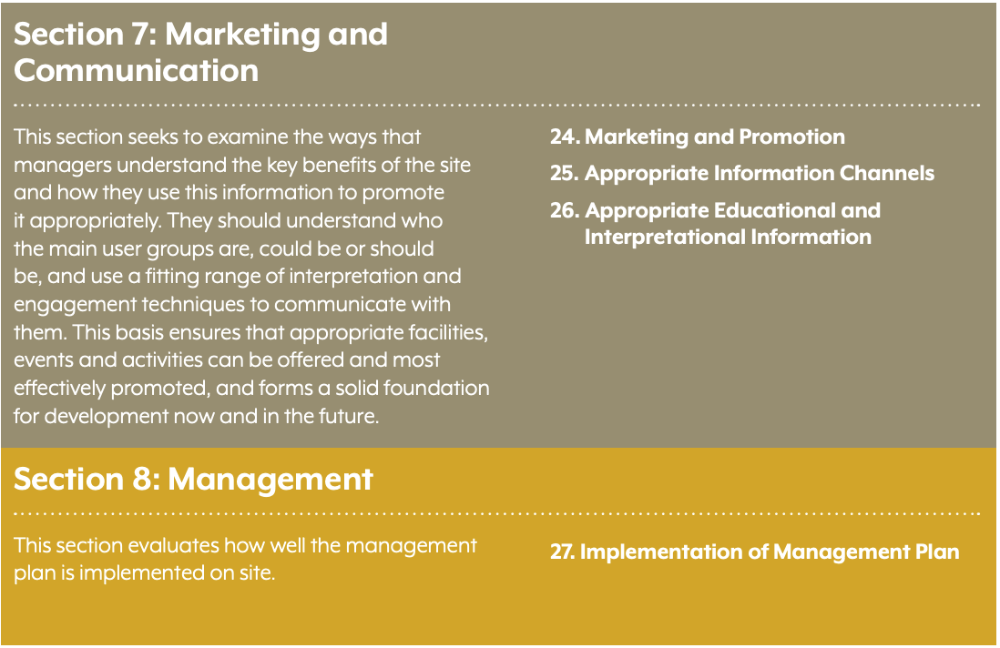 Section 7: Marketing and
Communication
This section seeks to examine the ways that
managers understand the key benefits of the site
and how they use this information to promote
it appropriately. They should understand who
the main user groups are, could be or should
be, and use a fitting range of interpretation and
engagement techniques to communicate with
them. This basis ensures that appropriate facilities,
events and activities can be offered and most
effectively promoted, and forms a solid foundation
for development now and in the future.
24. Marketing and Promotion
25. Appropriate Information Channels
26. Appropriate Educational and
Interpretational Information
Section 8: Management
This section evaluates how well the management
plan is implemented on site.
27. Implementation of Management Plan